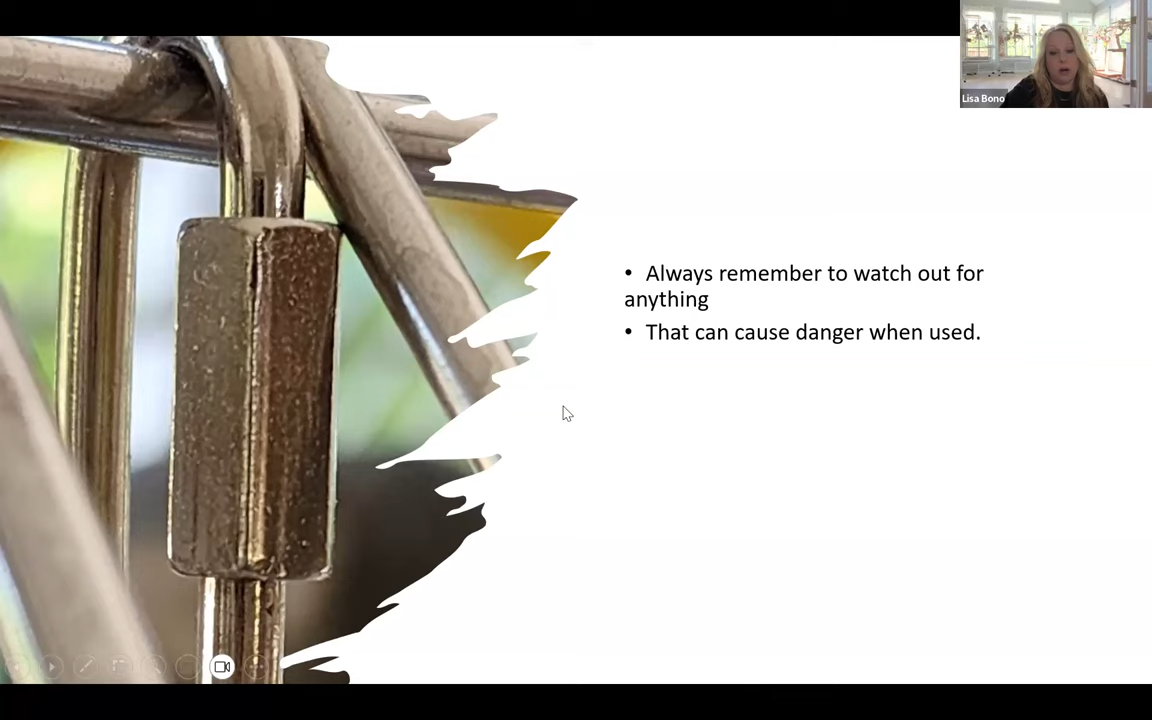 Lisa Bono
• Always remember to watch out for
anything
• That can cause danger when used.